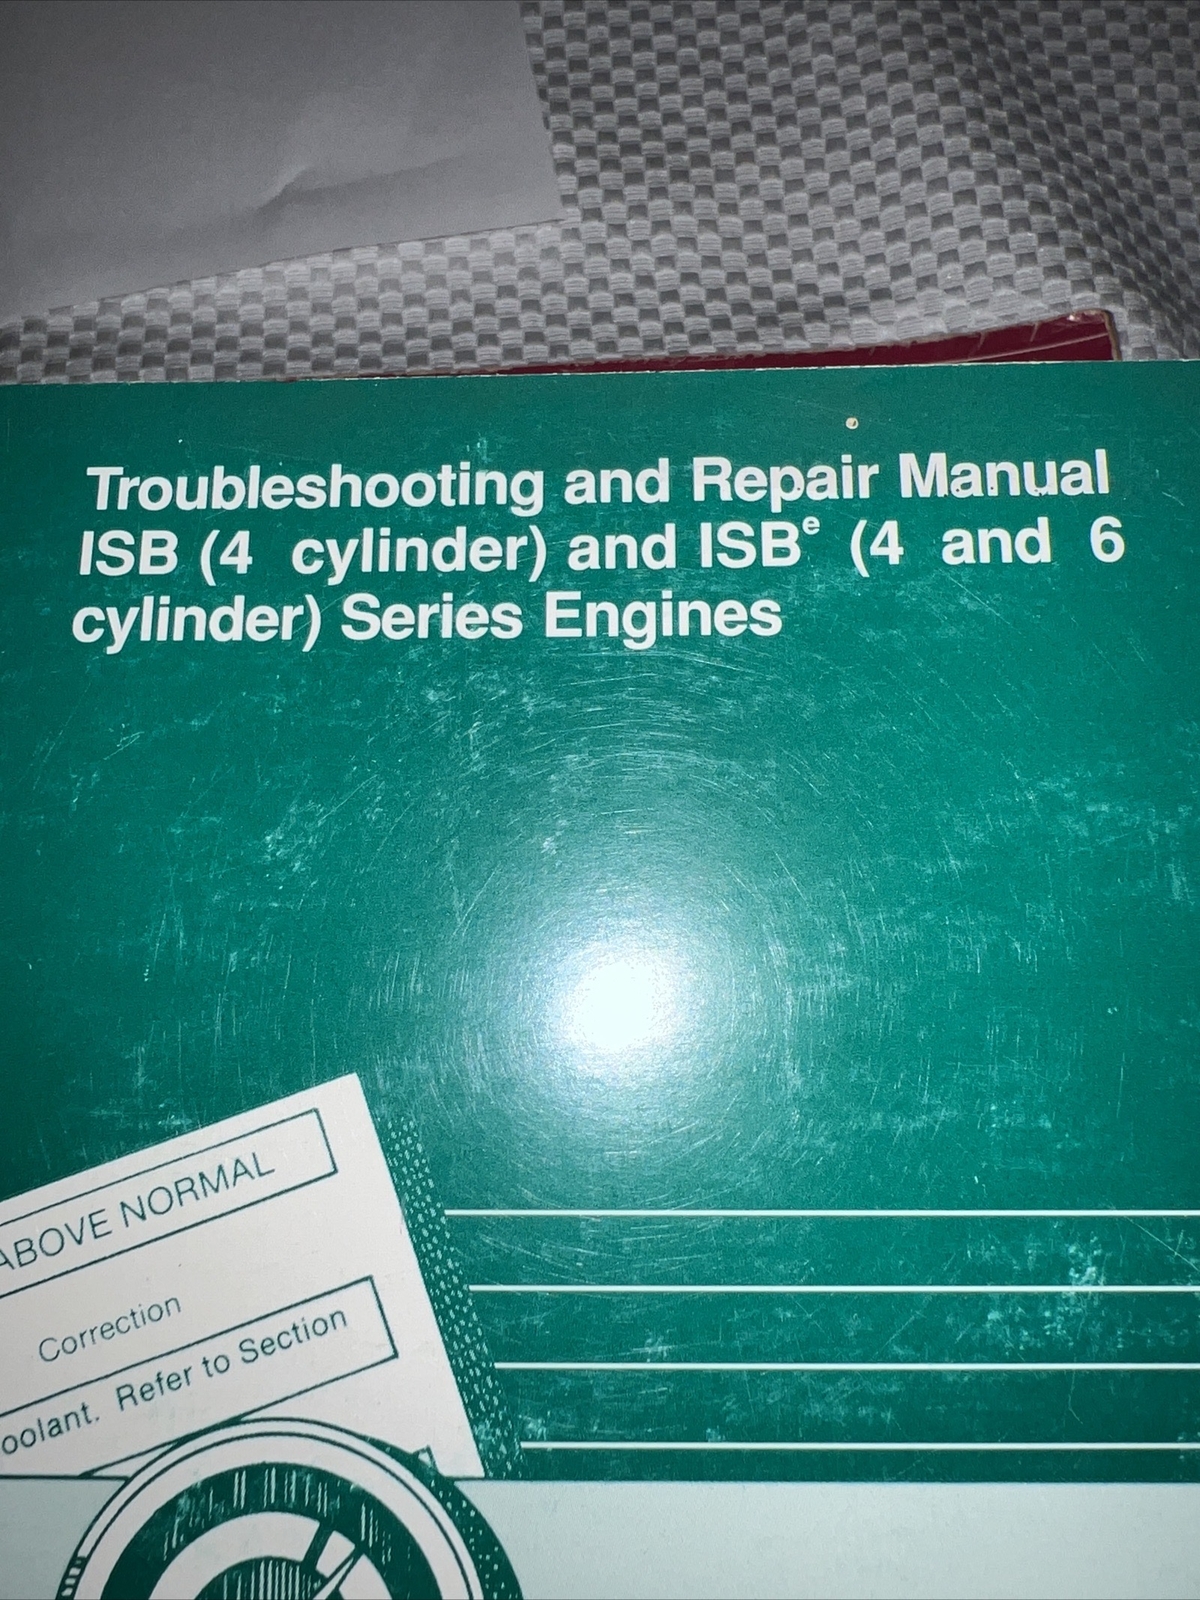 Troubleshooting and Repair Manual
ISB (4 cylinder) and ISBᵉ (4 and 6
cylinder) Series Engines
ABOVE NORMAL
Correction
oolant. Refer to Section